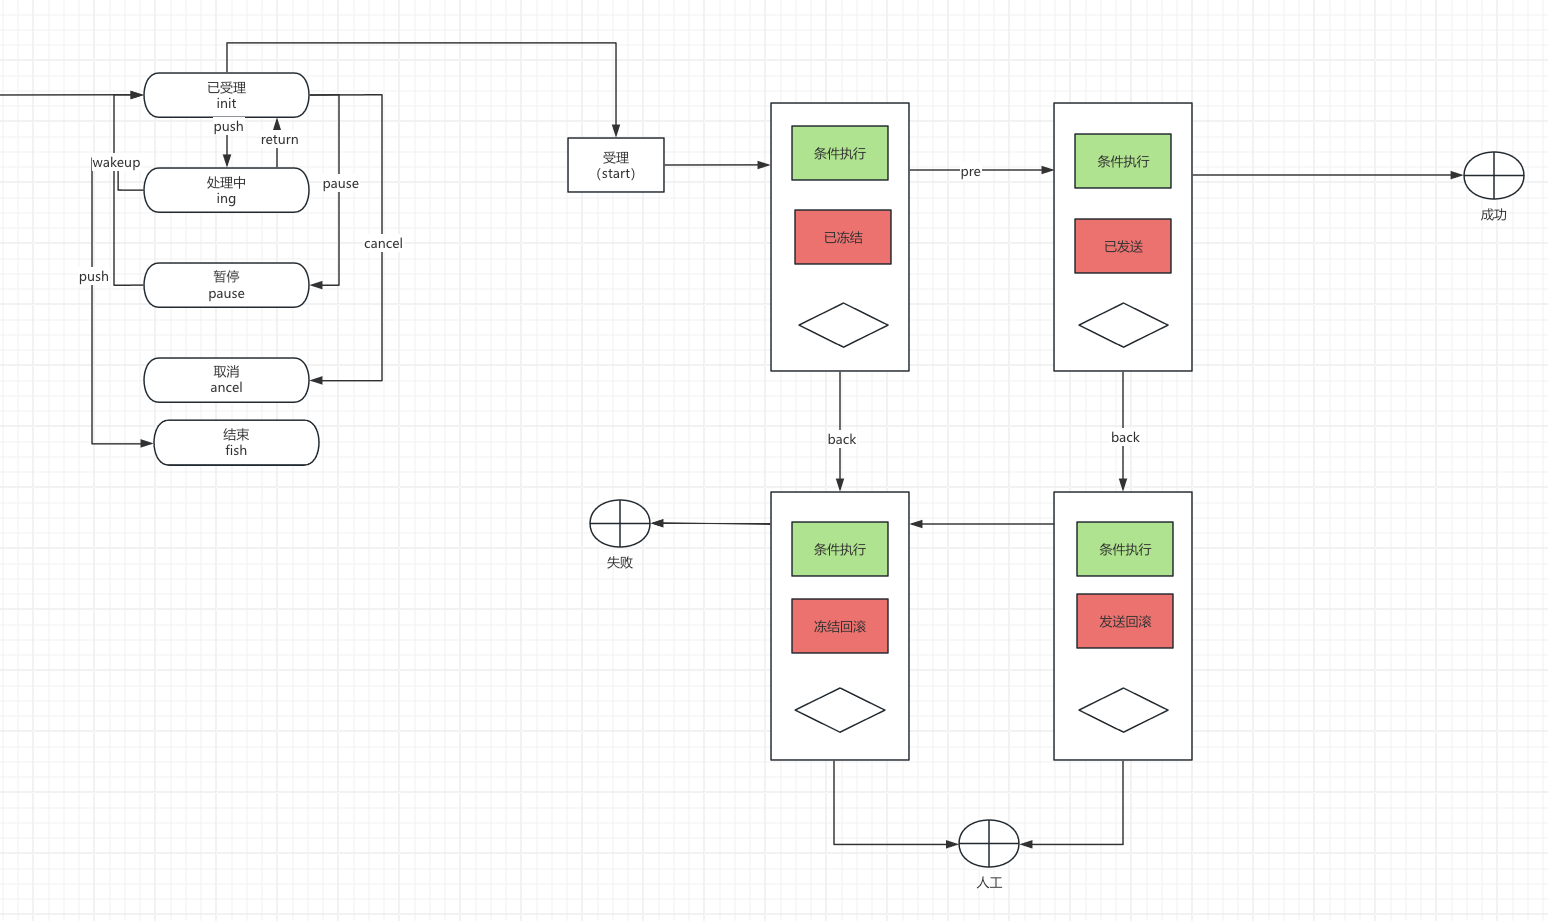 已受理
init
push
return
wakeup
处理中
ing
pause
cancel
push
暂停
pause
取消
ancel
结束
fish
受理
（start）
条件执行
已冻结
pre
条件执行
已发送
成功
back
back
失败
条件执行
冻结回滚
条件执行
发送回滚
人工